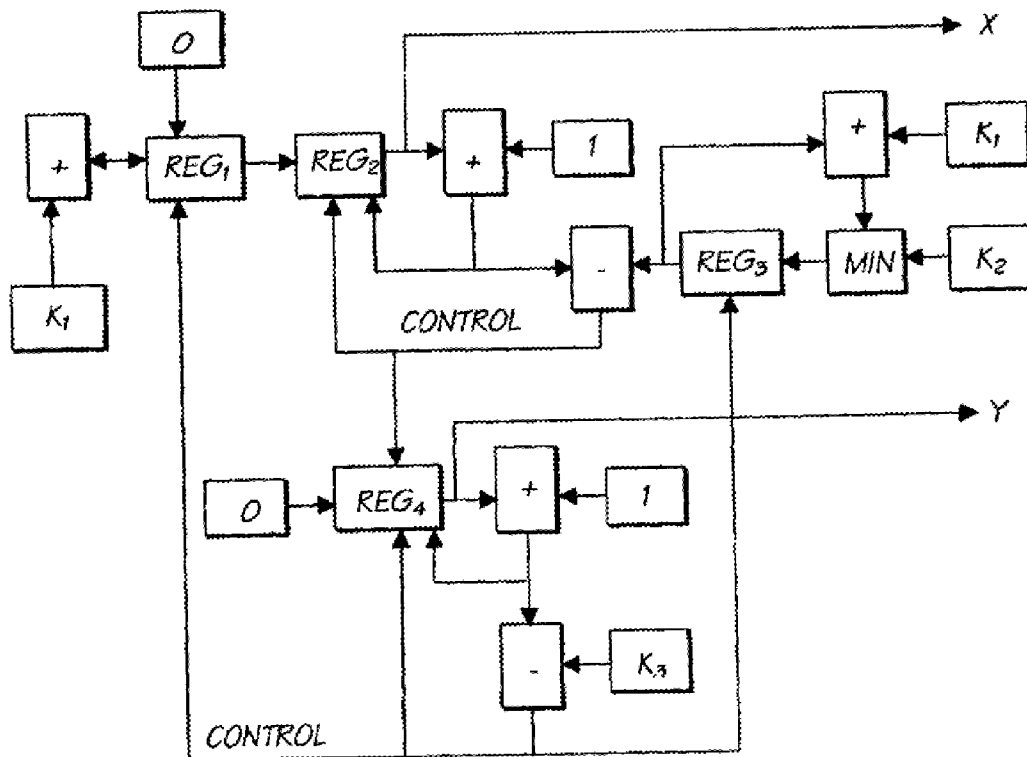 0
X
+
REG1
REG2
+
1
+
K1
K1
-
REG3
MIN
K2
CONTROL
Y
0
REG4
+
1
-
K3
CONTROL